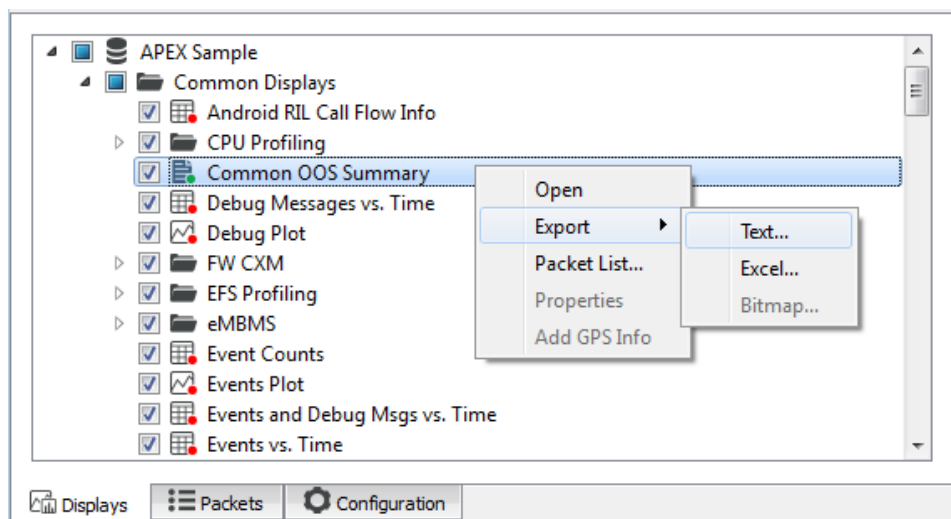 APEX Sample
Common Displays
Android RIL Call Flow Info
CPU Profiling
Common OOS Summary
Debug Messages vs. Time
Debug Plot
FW CXM
EFS Profiling
eMBMS
Event Counts
Events Plot
Events and Debug Msgs vs. Time
Events vs. Time
Open
Export
Packet List...
Properties
Add GPS Info
Text...
Excel...
Bitmap...
Displays
Packets
Configuration